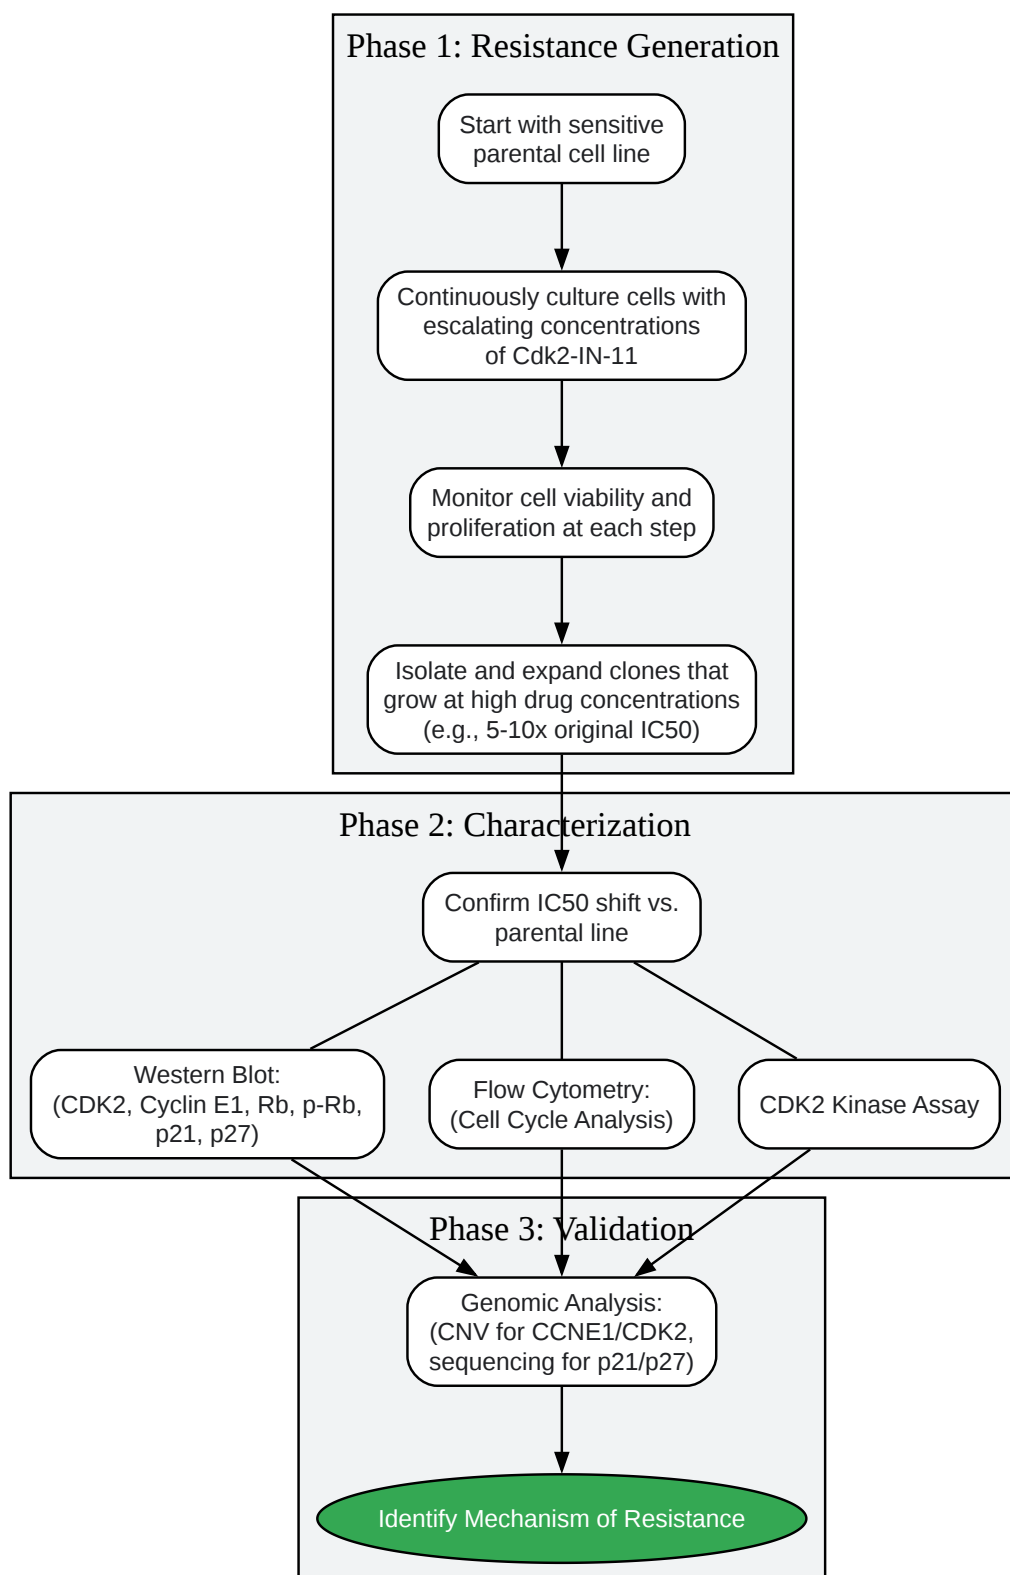 Phase 1: Resistance Generation
Start with sensitive
parental cell line
Continuously culture cells with
escalating concentrations
of Cdk2-IN-11
Monitor cell viability and
proliferation at each step
Isolate and expand clones that
grow at high drug concentrations
(e.g., 5-10x original IC50)
Phase 2: Characterization
Confirm IC50 shift vs.
parental line
Western Blot:
(CDK2, Cyclin E1, Rb, p-Rb,
p21, p27)
Flow Cytometry:
(Cell Cycle Analysis)
CDK2 Kinase Assay
Phase 3: Validation
Genomic Analysis:
(CNV for CCNE1/CDK2,
sequencing for p21/p27)
Identify Mechanism of Resistance